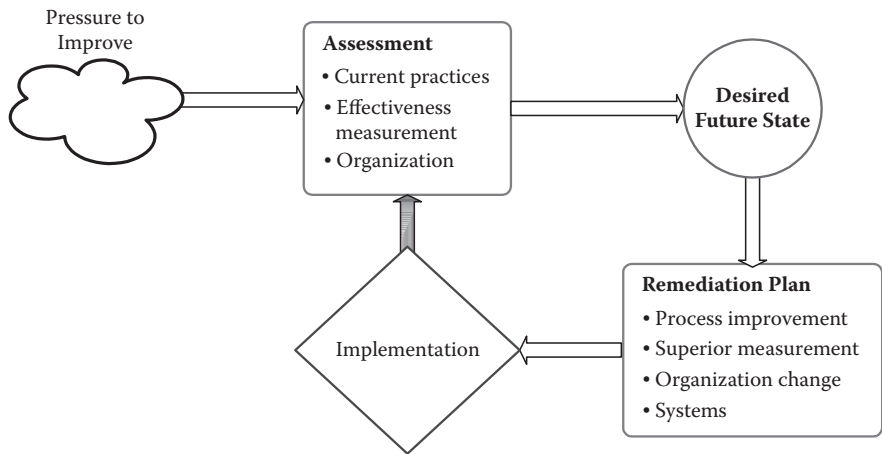 Pressure to
Improve
Assessment
• Current practices
• Effectiveness
measurement
• Organization
Desired
Future State
Remediation Plan
• Process improvement
• Superior measurement
• Organization change
• Systems
Implementation